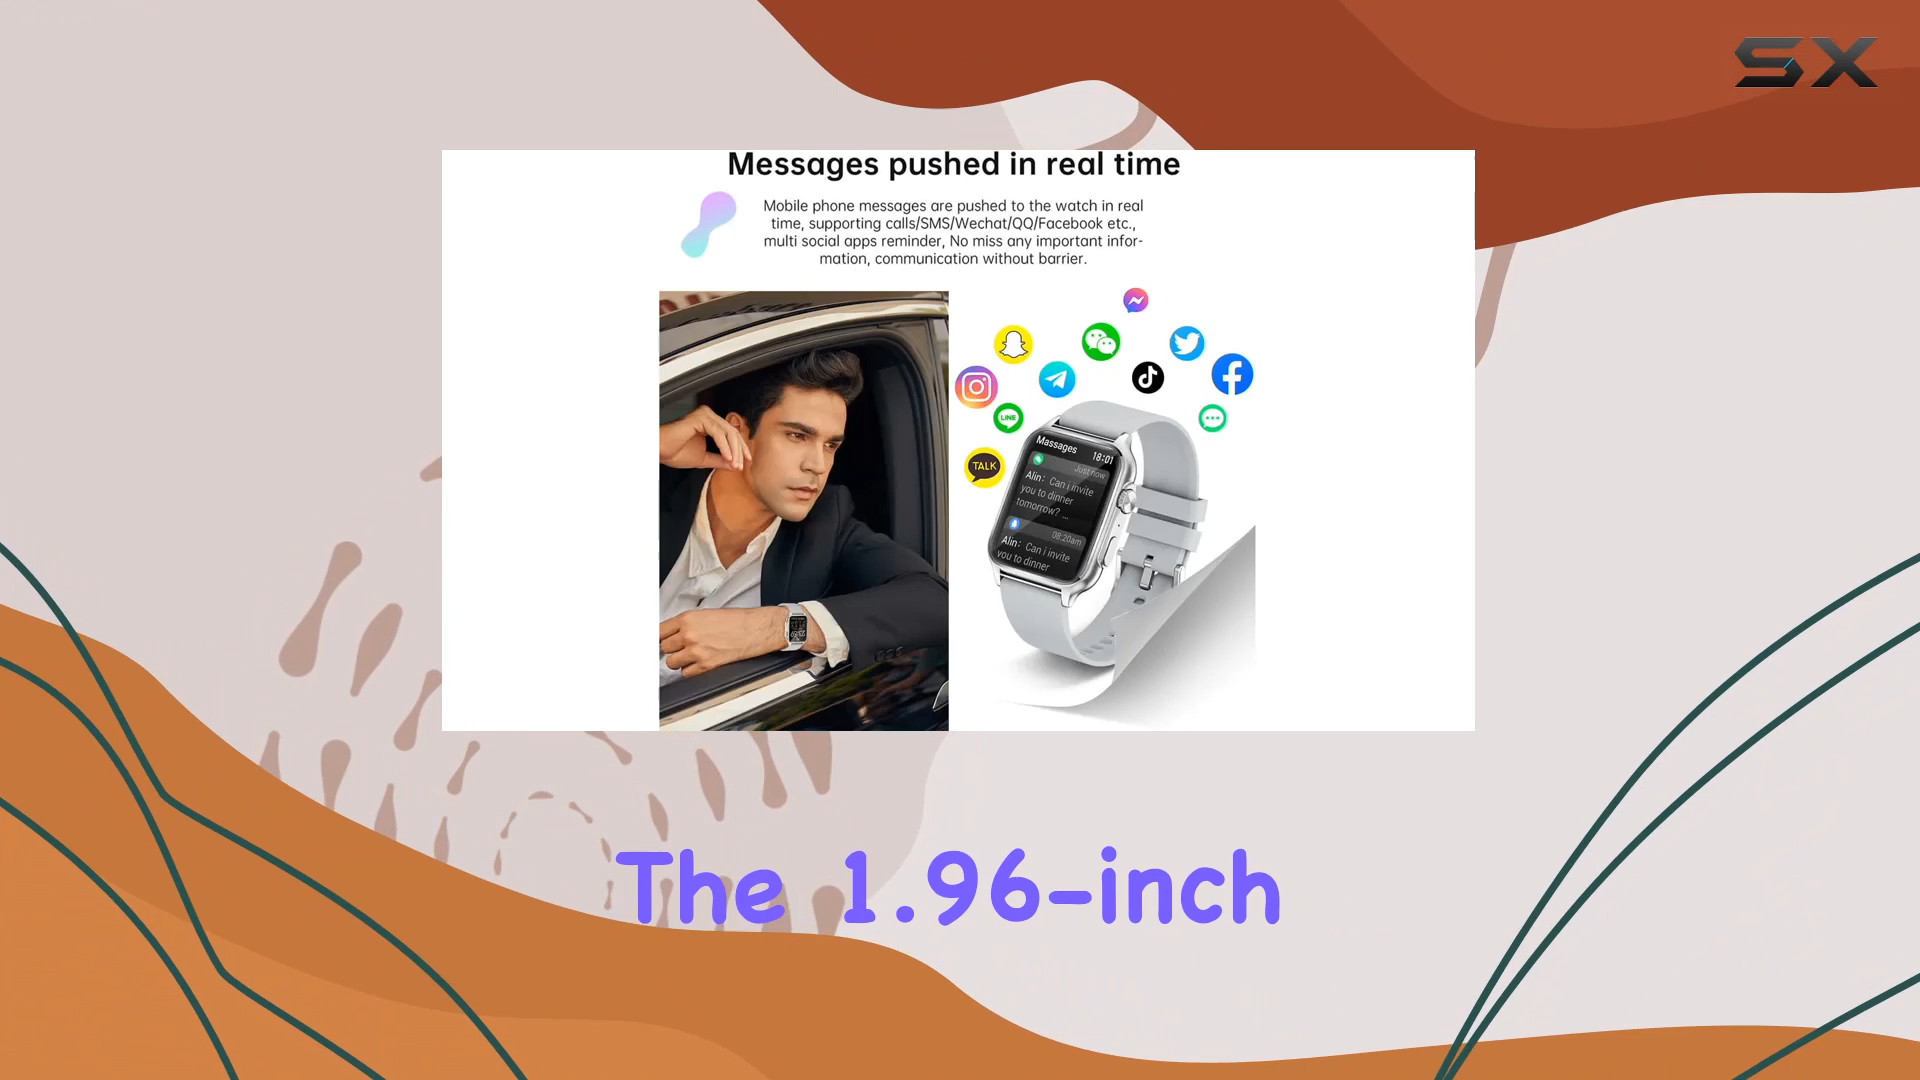 SX
Messages pushed in real time
Mobile phone messages are pushed to the watch in real
time, supporting calls/SMS/Wechat/QQ/Facebook etc.,
multi social apps reminder, No miss any important infor-
mation, communication without barrier.
LINE
TALK
Massages
18:01
Just now
Alin: Can i invite
you to dinner
tomorrow? ...
08:20am
Alin: Can i invite
you to dinner
The 1.96-inch